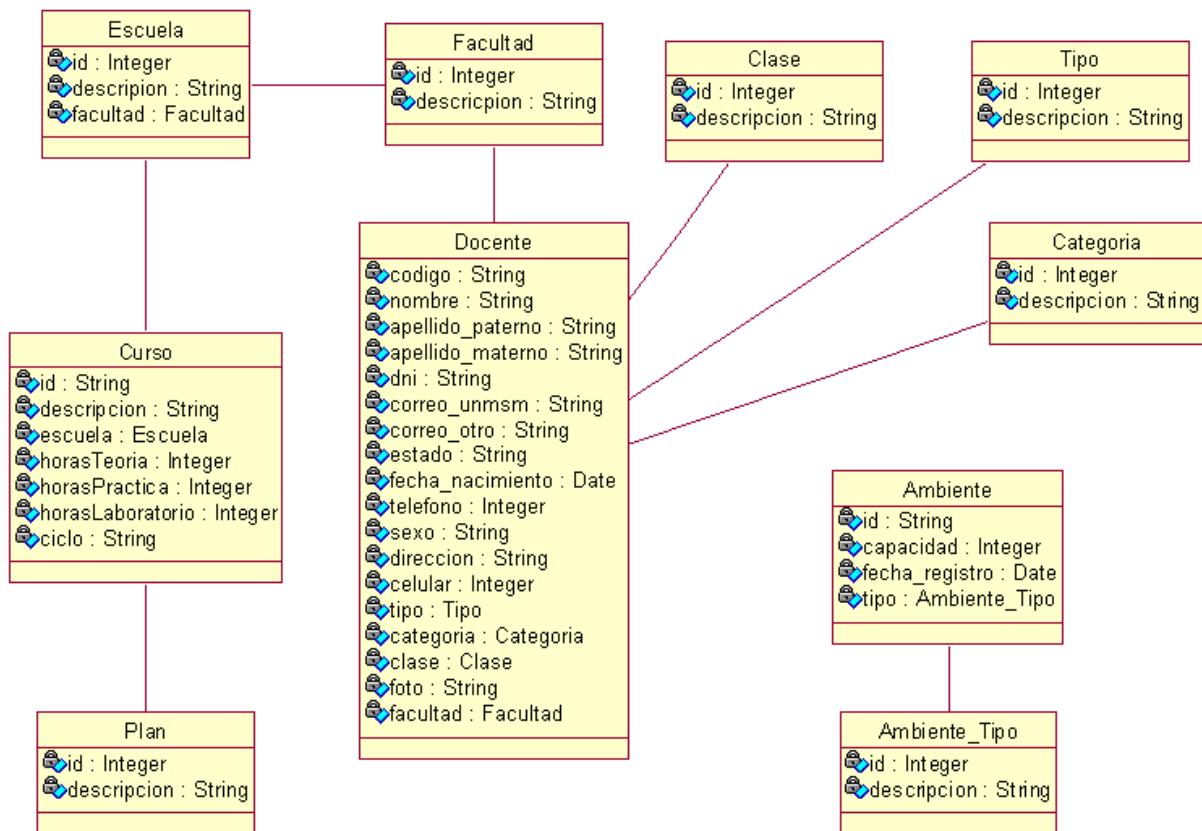 Escuela
id : Integer
descripion : String
facultad : Facultad
Facultad
id : Integer
descricpion : String
Clase
id : Integer
descripcion : String
Tipo
id : Integer
descripcion : String
Categoria
id : Integer
descripcion : String
Docente
codigo : String
nombre : String
apellido_paterno : String
apellido_materno : String
dni : String
correo_unmsm : String
correo_otro : String
estado : String
fecha_nacimiento : Date
telefono : Integer
sexo : String
direccion : String
celular : Integer
tipo : Tipo
categoria : Categoria
clase : Clase
foto : String
facultad : Facultad
Curso
id : String
descripcion : String
escuela : Escuela
horasTeoria : Integer
horasPractica : Integer
horasLaboratorio : Integer
ciclo : String
Ambiente
id : String
capacidad : Integer
fecha_registro : Date
tipo : Ambiente_Tipo
Plan
id : Integer
descripcion : String
Ambiente_Tipo
id : Integer
descripcion : String